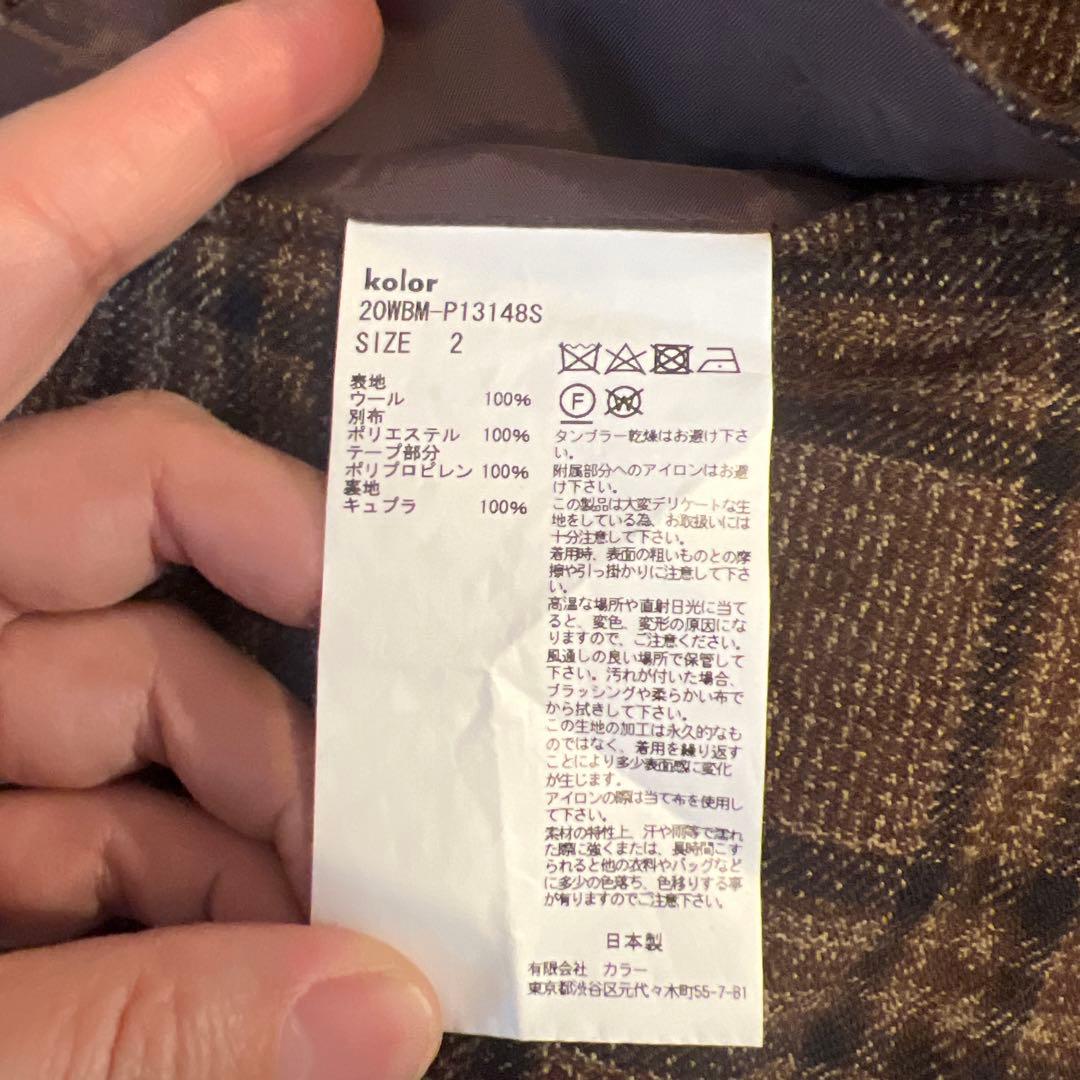 kolor
20WBM-P13148S
SIZE 2
表地
ウール 100%
別布
ポリエステル 100%
テープ部分
ポリプロピレン 100%
裏地
キュプラ 100%
F
W
タンブラー乾燥はお避け下さ
い。
附属部分へのアイロンはお避
け下さい。
この製品は大変デリケートな生
地をしている為、お取扱いには
十分注意して下さい。
着用時、表面の粗いものとの摩
擦や引っ掛かりに注意して下さ
い。
高温な場所や直射日光に当て
ると、変色、変形の原因にな
りますので、ご注意ください。
風通しの良い場所で保管して
下さい。汚れが付いた場合、
ブラッシングや柔らかい布で
から拭きして下さい。
この生地の加工は永久的なも
のではなく、着用を繰り返す
ことにより多少表面感に変化
が生じます。
アイロンの際は当て布を使用し
て下さい。
素材の特性上、汗や雨等で濡れ
た際に強くまたは、長時間こす
られると他の衣料やバッグなど
に多少の色落ち、色移りする事
が有りますのでご注意下さい。
日本製
有限会社 カラー
東京都渋谷区元代々木町55-7-B1